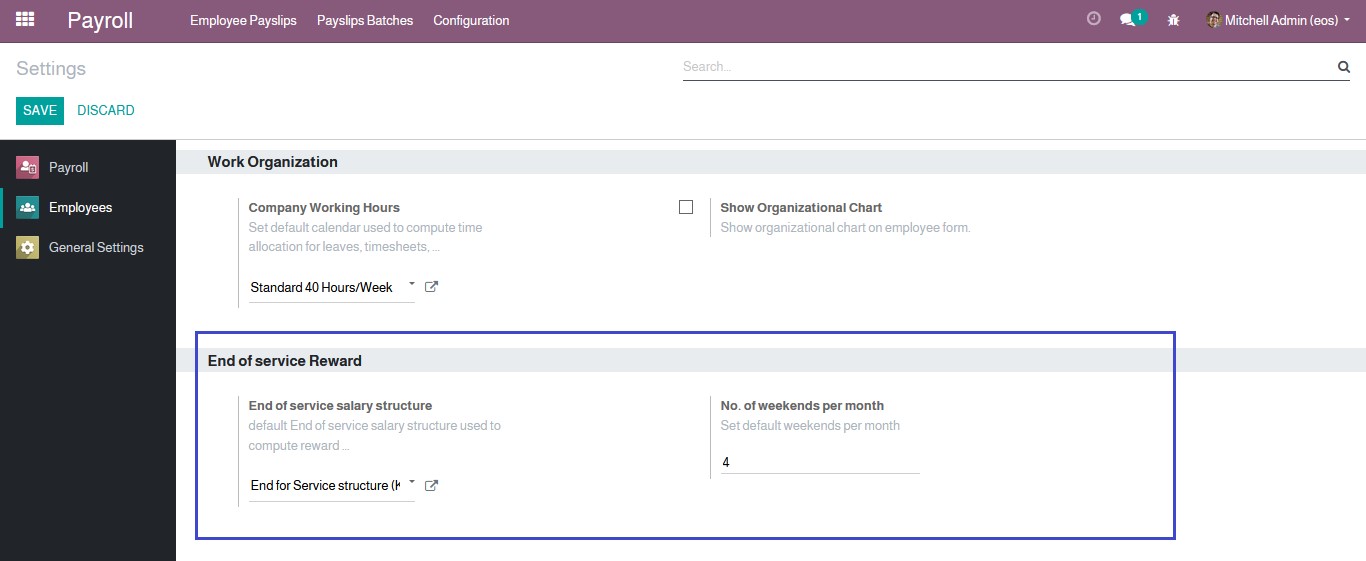 Payroll Employee Payslips Payslips Batches Configuration 1 Mitchell Admin (eos)
Settings Search...
SAVE DISCARD
Payroll
Employees
General Settings
Work Organization
Company Working Hours
Set default calendar used to compute time
allocation for leaves, timesheets, ...
Standard 40 Hours/Week
Show Organizational Chart
Show organizational chart on employee form.
End of service Reward
End of service salary structure
default End of service salary structure used to
compute reward ...
End for Service structure (K
No. of weekends per month
Set default weekends per month
4